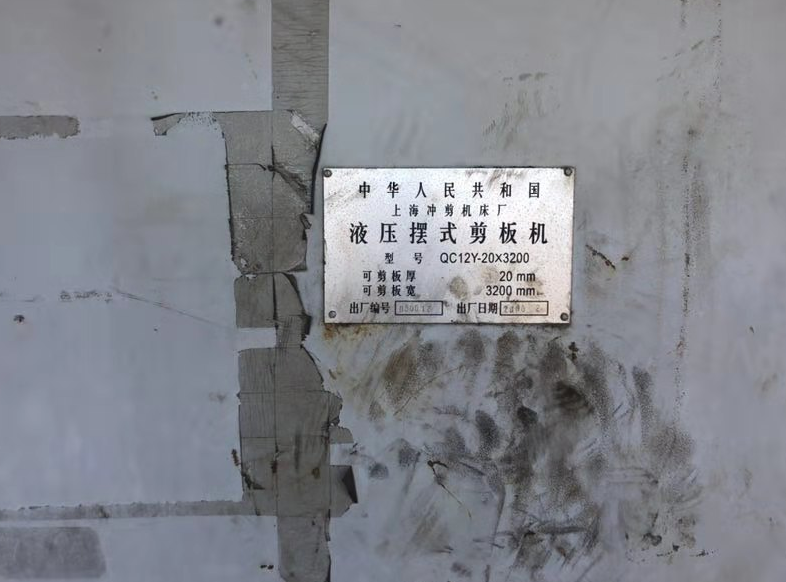 中华人民共和国
上海冲剪机床厂
液压摆式剪板机
型号 QC12Y-20×3200
可剪板厚 20 mm
可剪板宽 3200 mm
出厂编号 出厂日期